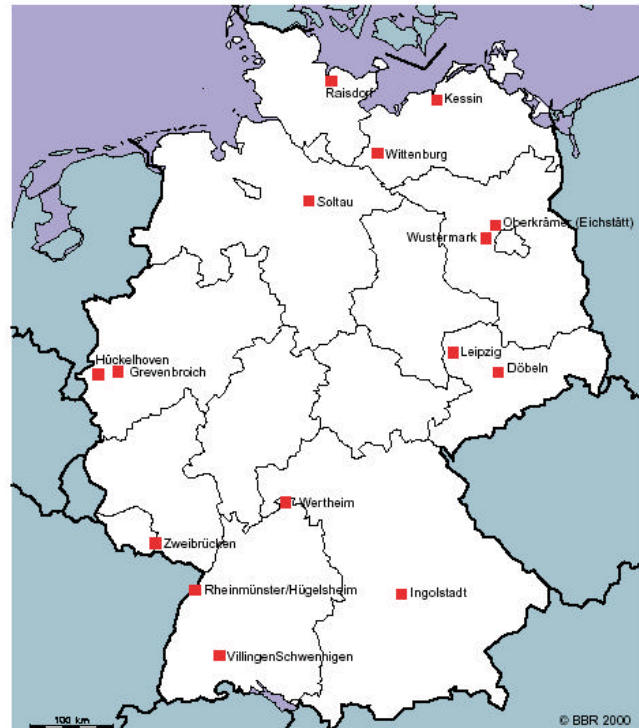 Raisdorf
Kessin
Wittenburg
Soltau
Oberkrämer (Eichstätt)
Wustermark
Leipzig
Döbeln
Hückelhoven
Grevenbroich
Wertheim
Zweibrücken
Rheinmünster/Hügelsheim
Ingolstadt
VillingenSchwenhigen
100 km
© BBR 2000